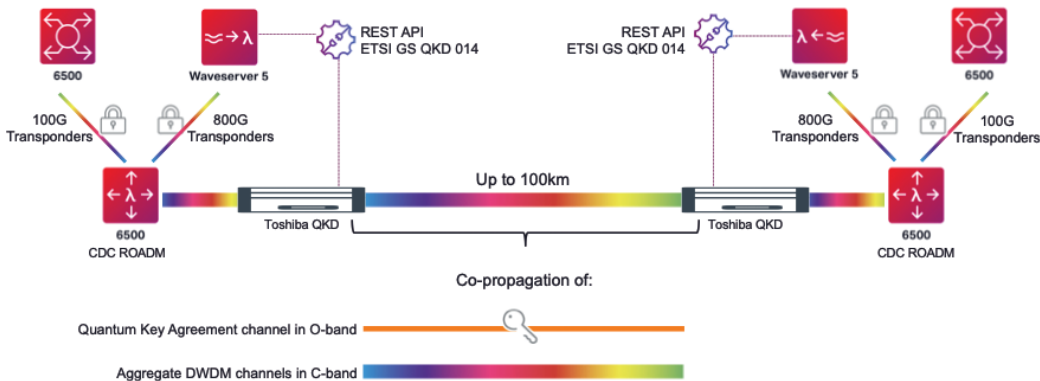 REST API
ETSI GS QKD 014
REST API
ETSI GS QKD 014
6500
Waveserver 5
Waveserver 5
6500
100G
Transponders
800G
Transponders
800G
Transponders
100G
Transponders
λ
λ
Up to 100km
λ
λ
Toshiba QKD
Toshiba QKD
6500
CDC ROADM
6500
CDC ROADM
Co-propagation of:
Quantum Key Agreement channel in O-band
Aggregate DWDM channels in C-band